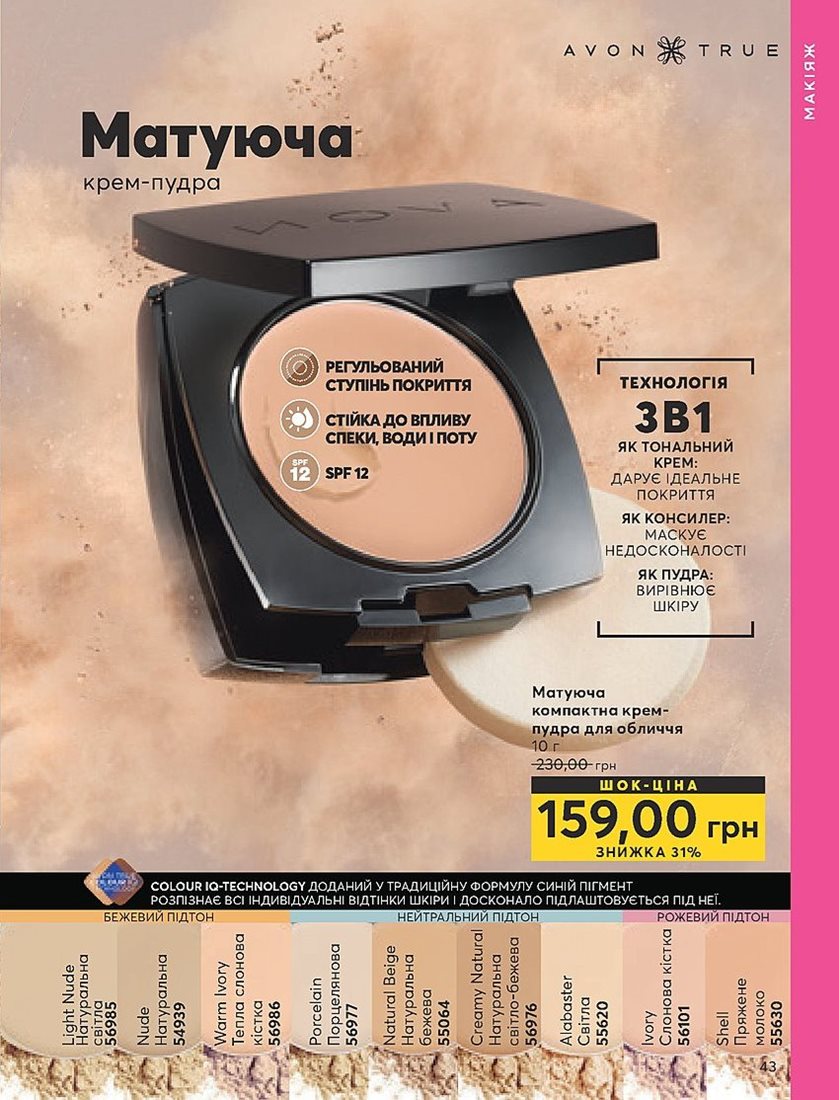 AVON TRUE
МАКІЯЖ
Матуюча
крем-пудра
AVON
РЕГУЛЬОВАНИЙ
СТУПІНЬ ПОКРИТТЯ
СТІЙКА ДО ВПЛИВУ
СПЕКИ, ВОДИ І ПОТУ
SPF
12
SPF 12
ТЕХНОЛОГІЯ
3В1
ЯК ТОНАЛЬНИЙ
КРЕМ:
ДАРУЄ ІДЕАЛЬНЕ
ПОКРИТТЯ
ЯК КОНСИЛЕР:
МАСКУЄ
НЕДОСКОНАЛОСТІ
ЯК ПУДРА:
ВИРІВНЮЄ
ШКІРУ
Матуюча
компактна крем-
пудра для обличчя
10 г
230,00 грн
ШОК-ЦІНА
159,00 грн
ЗНИЖКА 31%
COLOUR IQ-TECHNOLOGY ДОДАНИЙ У ТРАДИЦІЙНУ ФОРМУЛУ СИНІЙ ПІГМЕНТ
РОЗПІЗНАЄ ВСІ ІНДИВІДУАЛЬНІ ВІДТІНКИ ШКІРИ І ДОСКОНАЛО ПІДЛАШТОВУЄТЬСЯ ПІД НЕЇ.
БЕЖЕВИЙ ПІДТОН
НЕЙТРАЛЬНИЙ ПІДТОН
РОЖЕВИЙ ПІДТОН
Light Nude
Натуральна
світла
56985
Nude
Натуральна
54939
Warm Ivory
Тепла слонова
кістка
56986
Porcelain
Порцелянова
56977
Natural Beige
Натуральна
бежева
55064
Creamy Natural
Натуральна
світло-бежева
56976
Alabaster
Світла
55620
Ivory
Слонова кістка
56101
Shell
Пряжене
молоко
55630
43